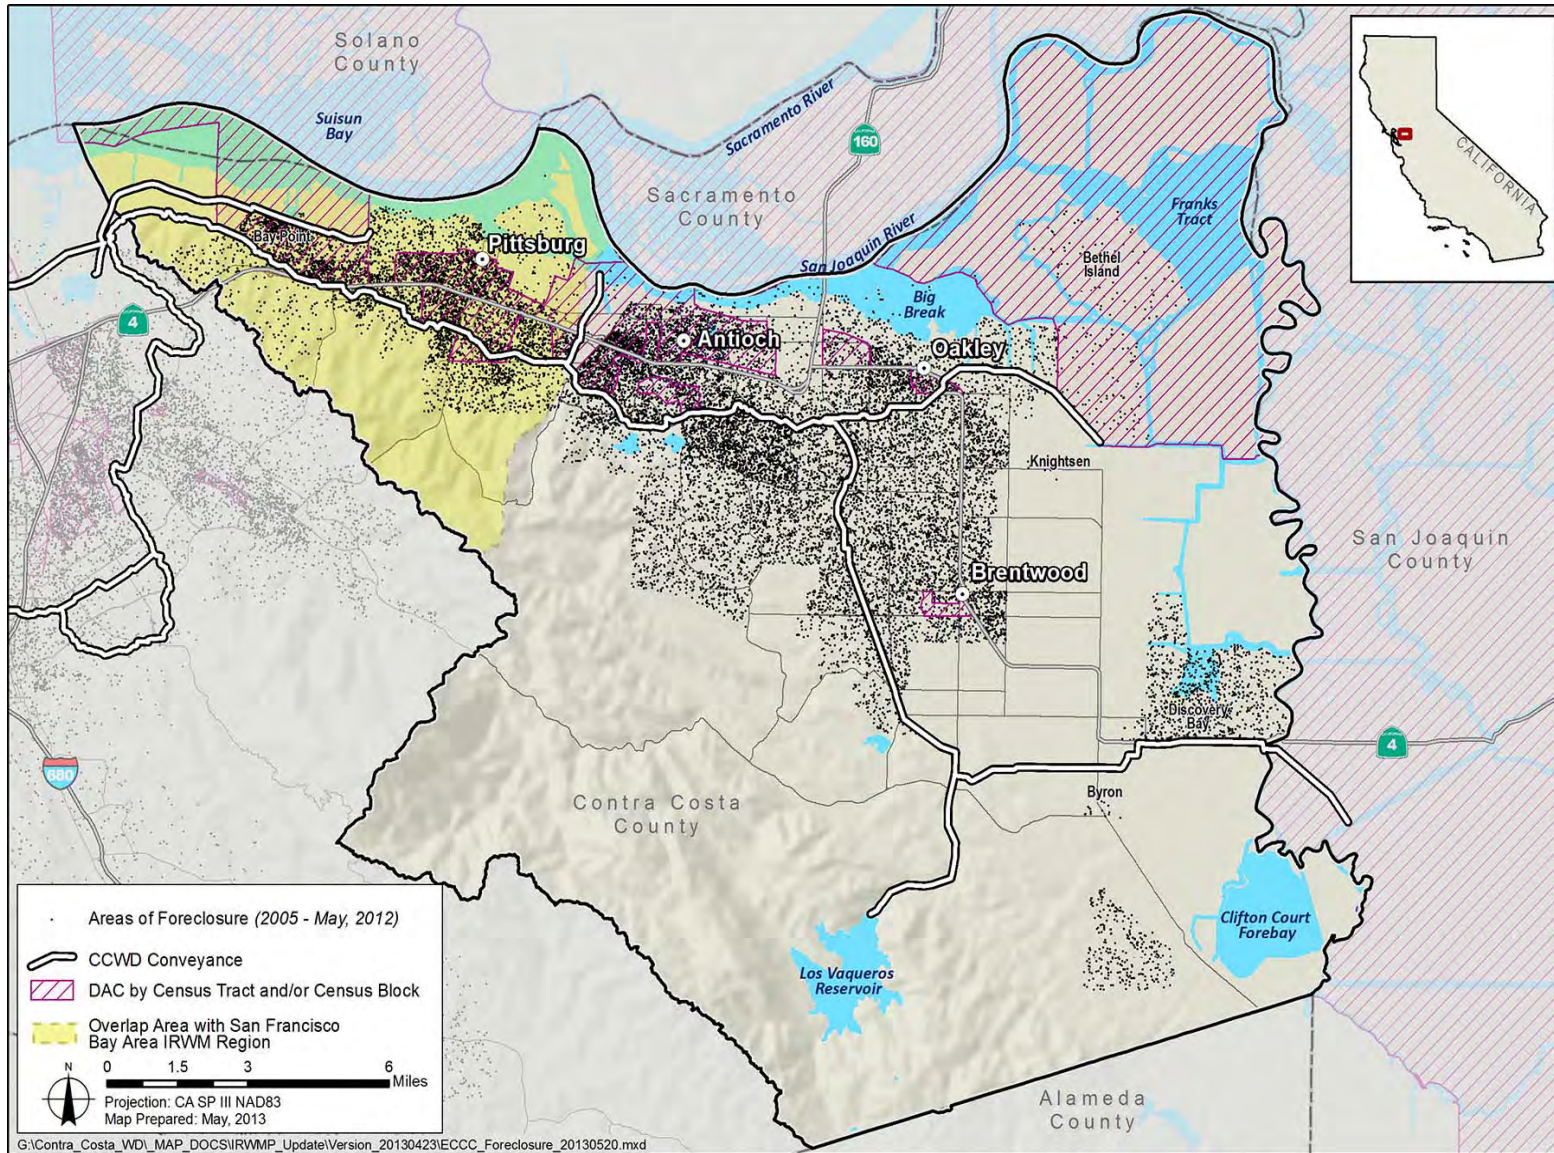 Solano
County
Suisun
Bay
Sacramento River
160
CALIFORNIA
Sacramento
County
Franks
Tract
Bay Point
Pittsburg
San Joaquin River
Bethel
Island
Big
Break
4
Antioch
Oakley
Knightsen
San Joaquin
County
Brentwood
Discovery
Bay
4
680
Contra Costa
County
Byron
Clifton Court
Forebay
Los Vaqueros
Reservoir
Alameda
County
Areas of Foreclosure (2005 - May, 2012)
CCWD Conveyance
DAC by Census Tract and/or Census Block
Overlap Area with San Francisco
Bay Area IRWM Region
N
0 1.5 3 6
Miles
Projection: CA SP III NAD83
Map Prepared: May, 2013
G:\Contra_Costa_WD\_MAP_DOCS\IRWMP_Update\Version_20130423\ECCC_Foreclosure_20130520.mxd